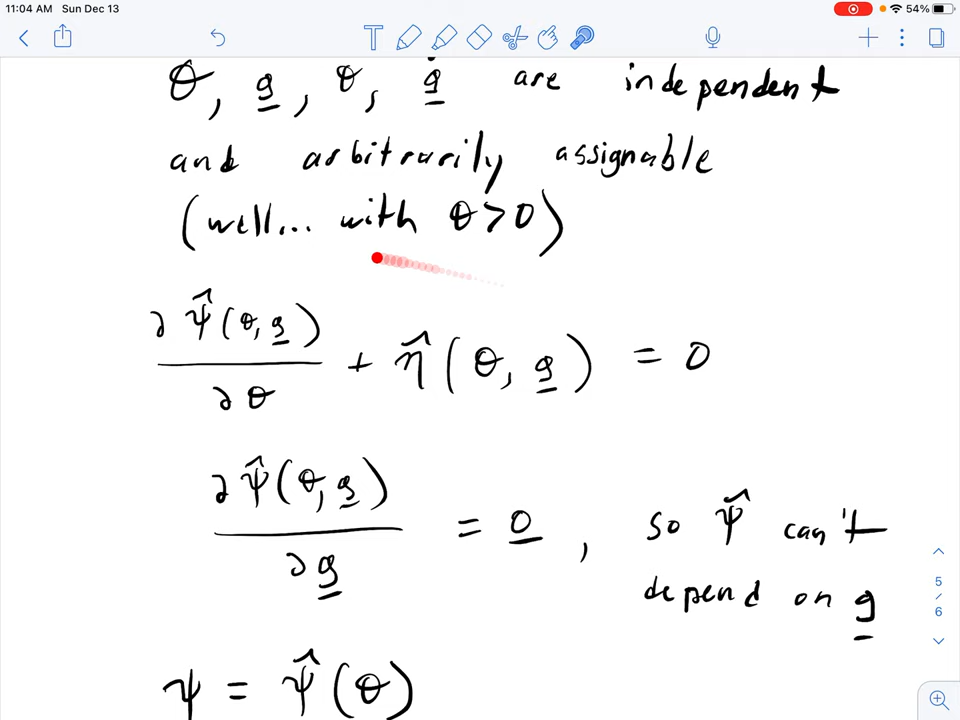 11:04 AM Sun Dec 13 54%
θ, g, θ̇, ġ are independent
and arbitrarily assignable
(well... with θ>0)
∂ψ̂(θ,g)/∂θ + η̂(θ,g) = 0
∂ψ̂(θ,g)/∂g = 0, so ψ̂ can't
depend on g
ψ = ψ̂(θ)
5
/
6